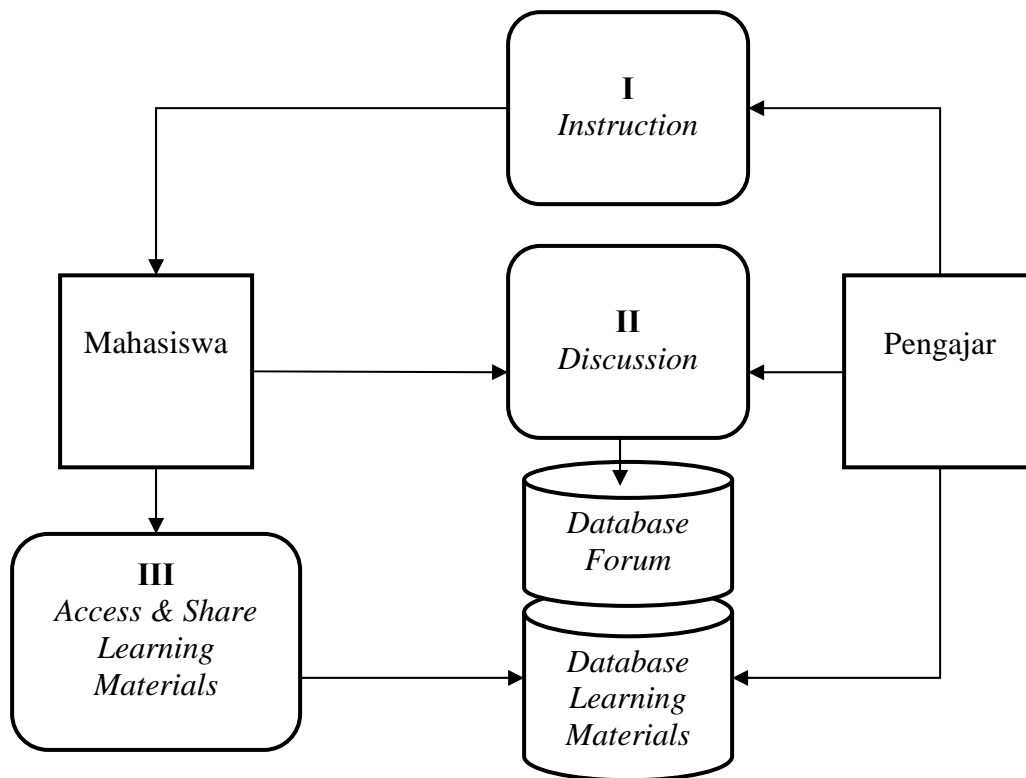 I
Instruction
Mahasiswa
II
Discussion
Pengajar
Database
Forum
III
Access & Share
Learning
Materials
Database
Learning
Materials